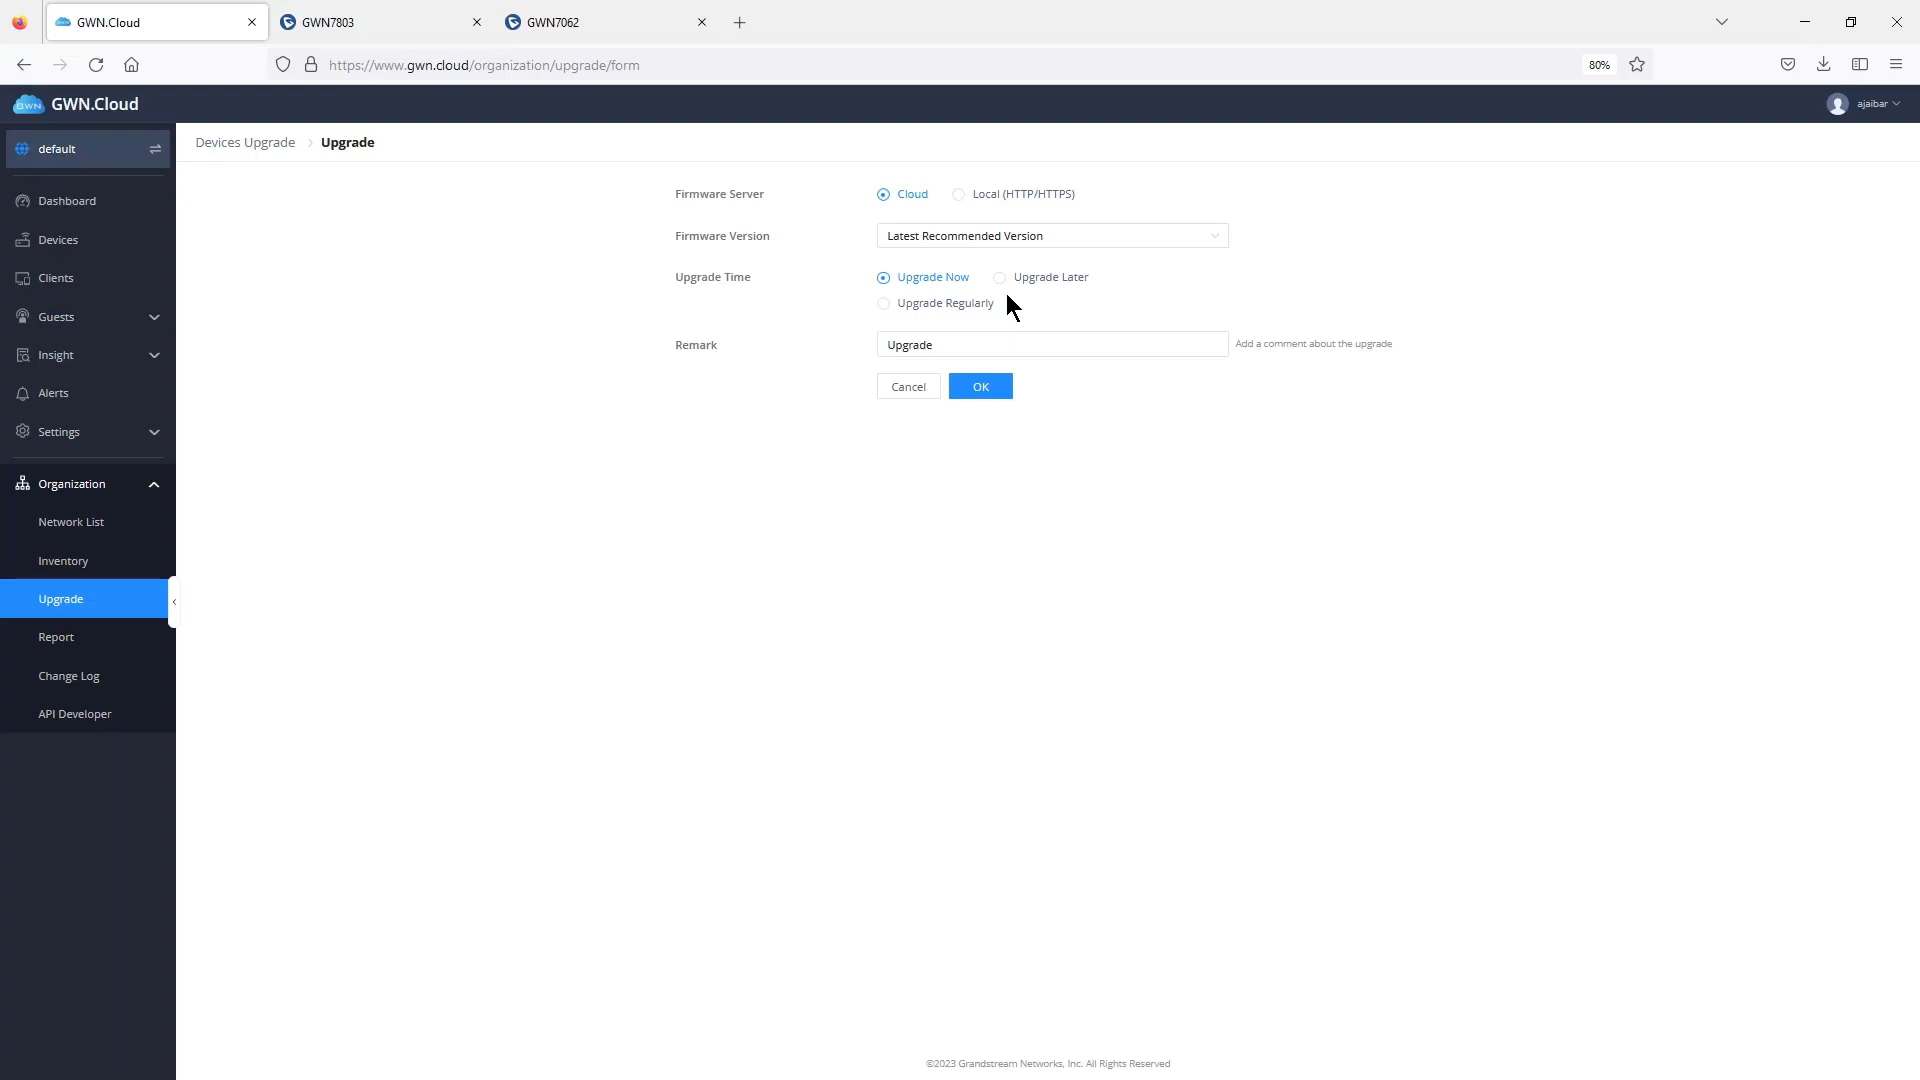 GWN.Cloud
GWN7803
GWN7062
https://www.gwn.cloud/organization/upgrade/form
80%
GWN GWN.Cloud
ajaibar
default
Devices Upgrade > Upgrade
Dashboard
Devices
Clients
Guests
Insight
Alerts
Settings
Organization
Network List
Inventory
Upgrade
Report
Change Log
API Developer
Firmware Server
Cloud
Local (HTTP/HTTPS)
Firmware Version
Latest Recommended Version
Upgrade Time
Upgrade Now
Upgrade Later
Upgrade Regularly
Remark
Upgrade
Add a comment about the upgrade
Cancel
OK
©2023 Grandstream Networks, Inc. All Rights Reserved